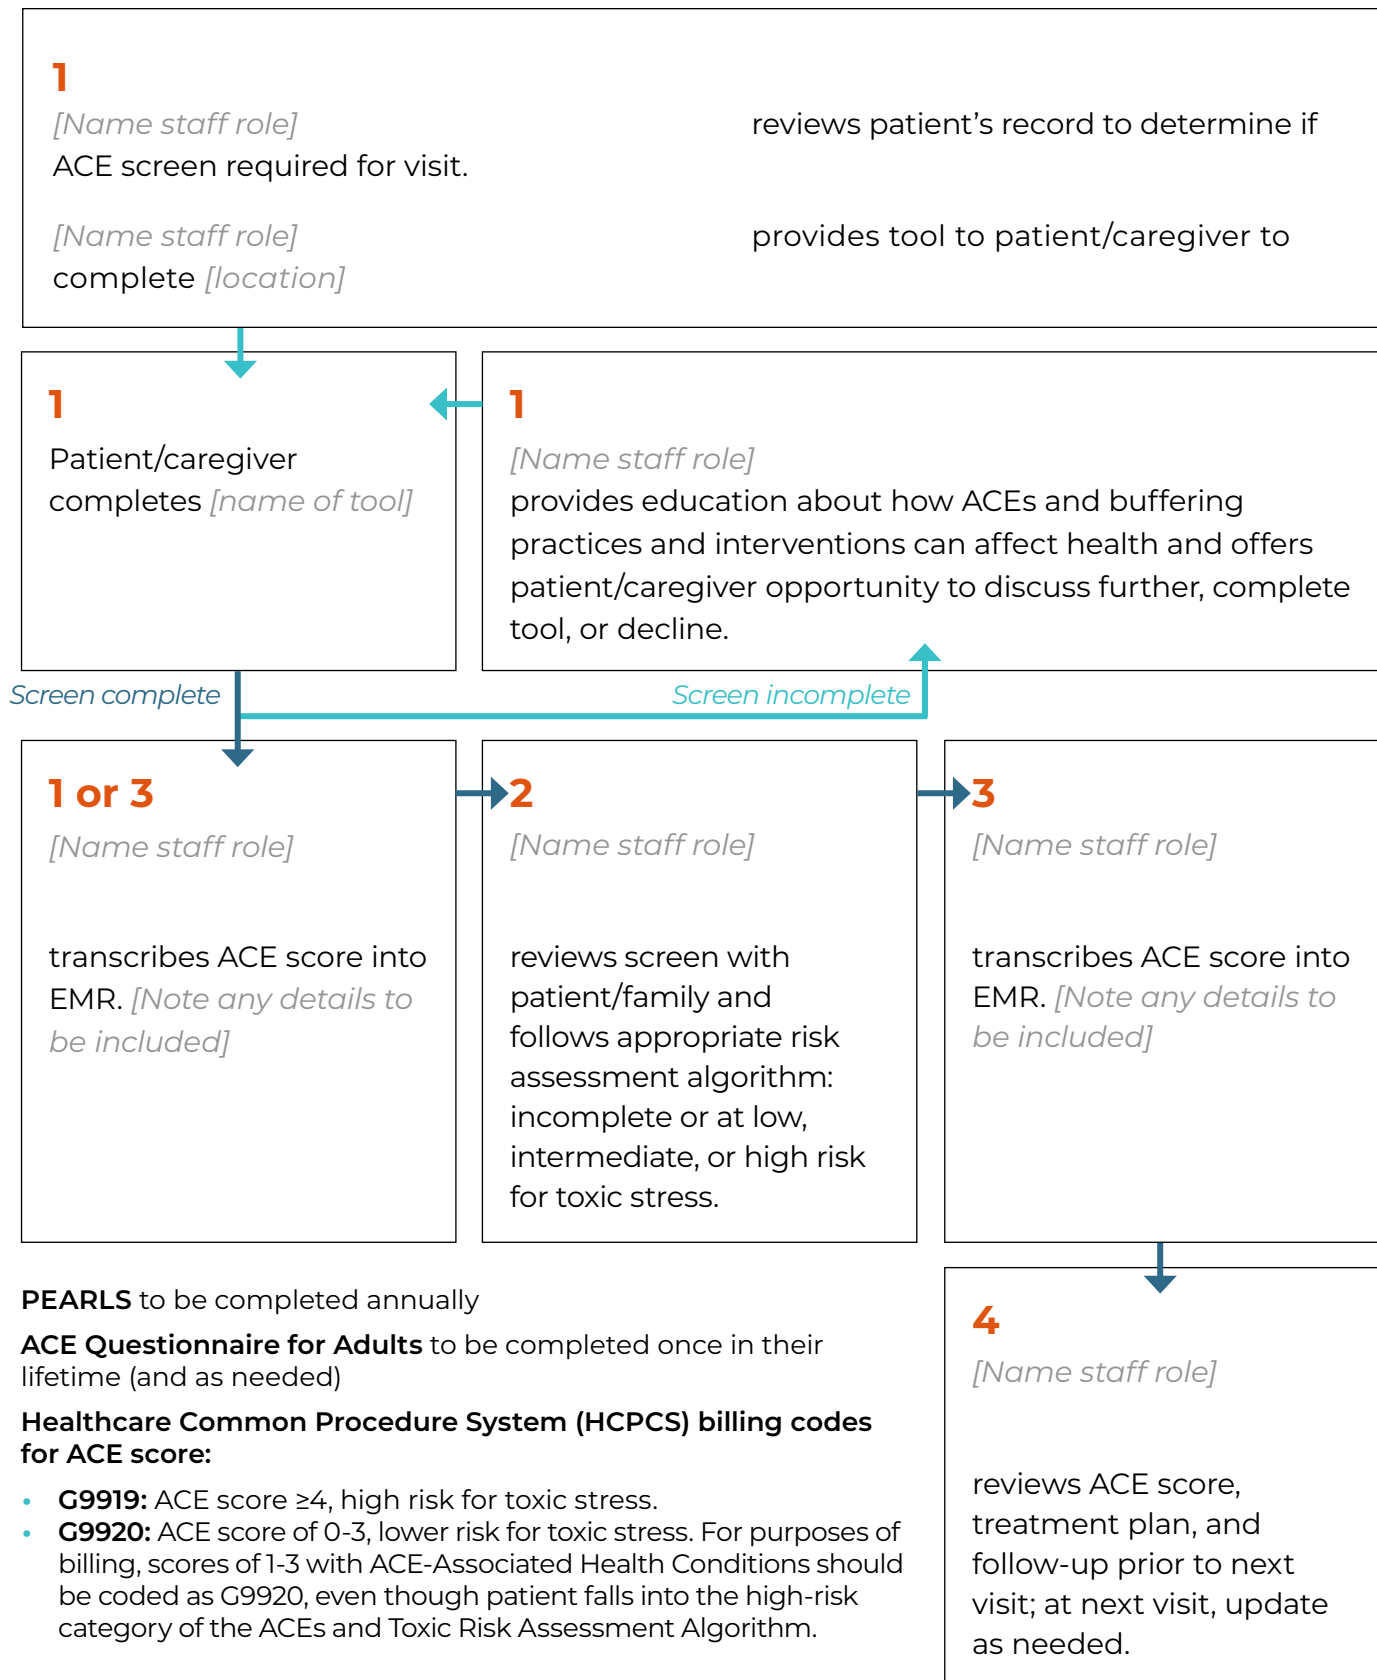 1
[Name staff role] reviews patient’s record to determine if
ACE screen required for visit.
[Name staff role] provides tool to patient/caregiver to
complete [location]
1
Patient/caregiver
completes [name of tool]
1
[Name staff role]
provides education about how ACEs and buffering
practices and interventions can affect health and offers
patient/caregiver opportunity to discuss further, complete
tool, or decline.
Screen complete
Screen incomplete
1 or 3
[Name staff role]
transcribes ACE score into
EMR. [Note any details to
be included]
2
[Name staff role]
reviews screen with
patient/family and
follows appropriate risk
assessment algorithm:
incomplete or at low,
intermediate, or high risk
for toxic stress.
3
[Name staff role]
transcribes ACE score into
EMR. [Note any details to
be included]
PEARLS to be completed annually
ACE Questionnaire for Adults to be completed once in their
lifetime (and as needed)
Healthcare Common Procedure System (HCPCS) billing codes
for ACE score:
• G9919: ACE score ≥4, high risk for toxic stress.
• G9920: ACE score of 0-3, lower risk for toxic stress. For purposes of
billing, scores of 1-3 with ACE-Associated Health Conditions should
be coded as G9920, even though patient falls into the high-risk
category of the ACEs and Toxic Risk Assessment Algorithm.
4
[Name staff role]
reviews ACE score,
treatment plan, and
follow-up prior to next
visit; at next visit, update
as needed.